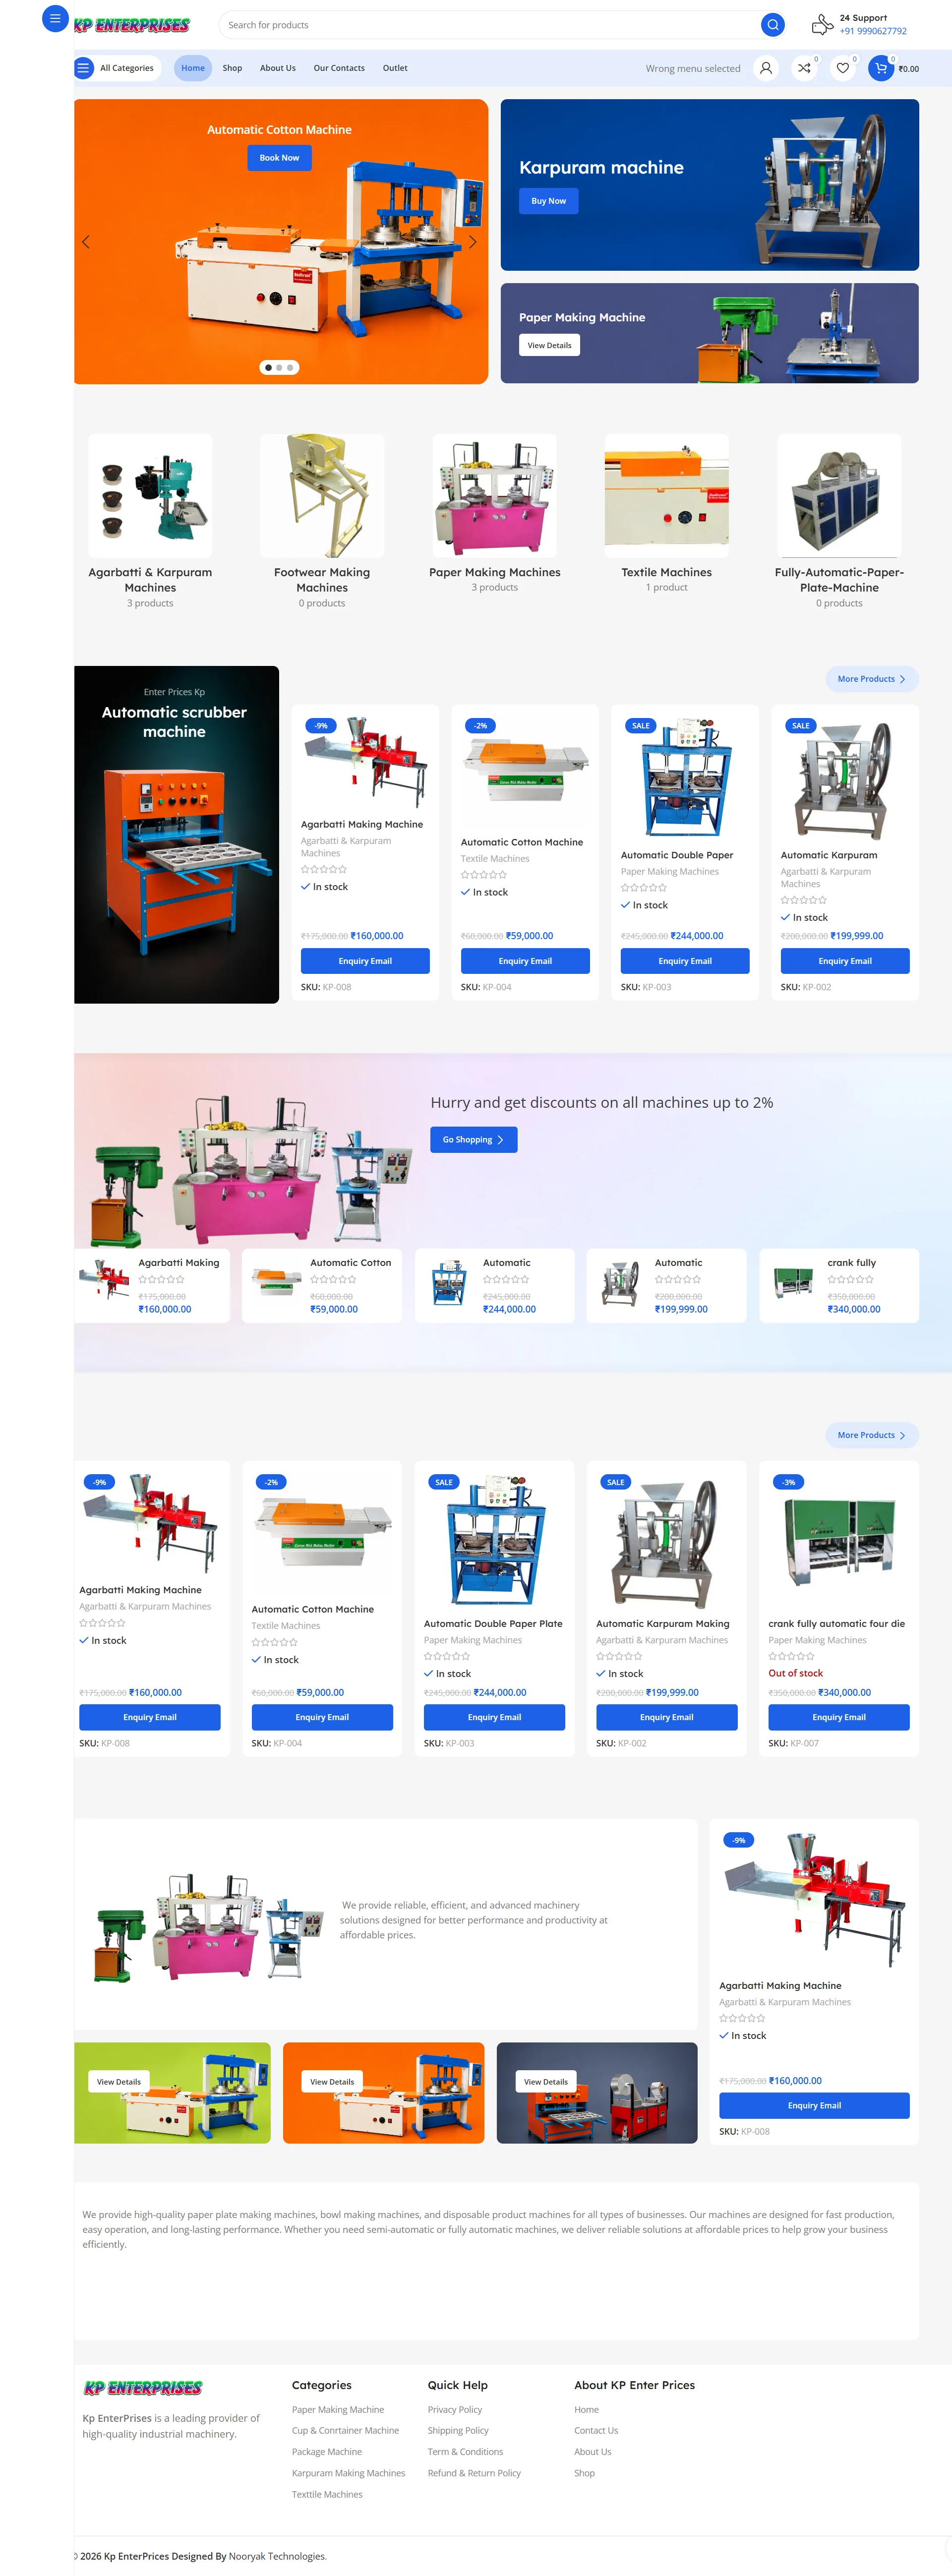 KP ENTERPRISES
Search for products
24 Support
+91 9990627792
All Categories
Home
Shop
About Us
Our Contacts
Outlet
Wrong menu selected
0
0
0
₹0.00
Automatic Cotton Machine
Book Now
Karpuram machine
Buy Now
Paper Making Machine
View Details
Agarbatti & Karpuram
Machines
3 products
Footwear Making
Machines
0 products
Paper Making Machines
3 products
Textile Machines
1 product
Fully-Automatic-Paper-
Plate-Machine
0 products
Enter Prices Kp
Automatic scrubber
machine
More Products
-9%
Agarbatti Making Machine
Agarbatti & Karpuram
Machines
In stock
₹175,000.00 ₹160,000.00
Enquiry Email
SKU: KP-008
-2%
Automatic Cotton Machine
Textile Machines
In stock
₹60,000.00 ₹59,000.00
Enquiry Email
SKU: KP-004
SALE
Automatic Double Paper
Paper Making Machines
In stock
₹245,000.00 ₹244,000.00
Enquiry Email
SKU: KP-003
SALE
Automatic Karpuram
Agarbatti & Karpuram
Machines
In stock
₹200,000.00 ₹199,999.00
Enquiry Email
SKU: KP-002
Hurry and get discounts on all machines up to 2%
Go Shopping
Agarbatti Making
₹175,000.00
₹160,000.00
Automatic Cotton
₹60,000.00
₹59,000.00
Automatic
₹245,000.00
₹244,000.00
Automatic
₹200,000.00
₹199,999.00
crank fully
₹350,000.00
₹340,000.00
More Products
-9%
Agarbatti Making Machine
Agarbatti & Karpuram Machines
In stock
₹175,000.00 ₹160,000.00
Enquiry Email
SKU: KP-008
-2%
Automatic Cotton Machine
Textile Machines
In stock
₹60,000.00 ₹59,000.00
Enquiry Email
SKU: KP-004
SALE
Automatic Double Paper Plate
Paper Making Machines
In stock
₹245,000.00 ₹244,000.00
Enquiry Email
SKU: KP-003
SALE
Automatic Karpuram Making
Agarbatti & Karpuram Machines
In stock
₹200,000.00 ₹199,999.00
Enquiry Email
SKU: KP-002
-3%
crank fully automatic four die
Paper Making Machines
Out of stock
₹350,000.00 ₹340,000.00
Enquiry Email
SKU: KP-007
We provide reliable, efficient, and advanced machinery
solutions designed for better performance and productivity at
affordable prices.
View Details
View Details
View Details
-9%
Agarbatti Making Machine
Agarbatti & Karpuram Machines
In stock
₹175,000.00 ₹160,000.00
Enquiry Email
SKU: KP-008
We provide high-quality paper plate making machines, bowl making machines, and disposable product machines for all types of businesses. Our machines are designed for fast production,
easy operation, and long-lasting performance. Whether you need semi-automatic or fully automatic machines, we deliver reliable solutions at affordable prices to help grow your business
efficiently.
KP ENTERPRISES
Kp EnterPrises is a leading provider of
high-quality industrial machinery.
Categories
Paper Making Machine
Cup & Conrtainer Machine
Package Machine
Karpuram Making Machines
Texttile Machines
Quick Help
Privacy Policy
Shipping Policy
Term & Conditions
Refund & Return Policy
About KP Enter Prices
Home
Contact Us
About Us
Shop
2026 Kp EnterPrices Designed By Nooryak Technologies.